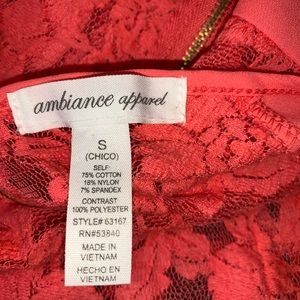 ambiance apparel
S
(CHICO)
SELF:
75% COTTON
18% NYLON
7% SPANDEX
CONTRAST
100% POLYESTER
STYLE# 63167
RN#53840
MADE IN
VIETNAM
HECHO EN
VIETNAM